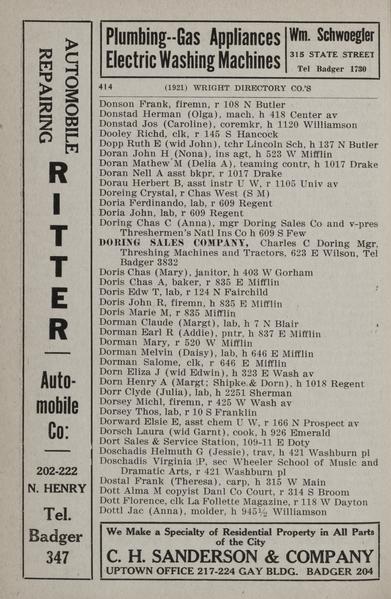 AUTOMOBILE
REPAIRING
RITTER
Auto-
mobile
Co:
202-222
N. HENRY
Tel.
Badger
347
Plumbing--Gas Appliances
Electric Washing Machines
Wm. Schwoegler
315 STATE STREET
Tel Badger 1730
414 (1921) WRIGHT DIRECTORY CO.'S
Donson Frank, firemn, r 108 N Butler
Donstad Herman (Olga), mach, h 418 Center av
Donstad Jos (Caroline), coremkr, h 1120 Williamson
Dooley Richd, clk, r 145 S Hancock
Dopp Ruth E (wid John), tchr Lincoln Sch, h 137 N Butler
Doran John H (Nona), ins agt, h 523 W Mifflin
Doran Mathew M (Delia A), teaming contr, h 1017 Drake
Doran Nell A asst bkpr, r 1017 Drake
Dorau Herbert B, asst instr U W, r 1105 Univ av
Doreing Crystal, r Chas West (S M)
Doria Ferdinando, lab, r 609 Regent
Doria John, lab, r 609 Regent
Doring Chas C (Anna), mgr Doring Sales Co and v-pres
Threshermen's Natl Ins Co h 609 S Few
DORING SALES COMPANY, Charles C Doring Mgr,
Threshing Machines and Tractors, 623 E Wilson, Tel
Badger 3832
Doris Chas (Mary), janitor, h 403 W Gorham
Doris Chas A, baker, r 835 E Mifflin
Doris Edw T, lab, r 124 N Fairchild
Doris John R, firemn, h 835 E Mifflin
Doris Marie M, r 835 Mifflin
Dorman Claude (Margt), lab, h 7 N Blair
Dorman Earl R (Addie), pntr, h 837 E Mifflin
Dorman Mary, r 520 W Mifflin
Dorman Melvin (Daisy), lab, h 646 E Mifflin
Dorman Salome, clk, r 646 E Mifflin
Dorn Eliza J (wid Edwin), h 323 E Wash av
Dorn Henry A (Margt; Shipke & Dorn), h 1018 Regent
Dorr Clyde (Julia), lab, h 2251 Sherman
Dorsey Michl, firemn, r 425 W Wash av
Dorsey Thos, lab, r 10 S Franklin
Dorward Elsie E, asst chem U W, r 166 N Prospect av
Dorsch Laura (wid Garnt), cook, h 926 Emerald
Dort Sales & Service Station, 109-11 E Doty
Doschadis Helmuth G (Jessie), trav, h 421 Washburn pl
Doschadis Virginia P, sec Wheeler School of Music and
Dramatic Arts, r 421 Washburn pl
Dostal Frank (Theresa), carp, h 315 W Main
Dott Alma M copyist Danl Co Court, r 314 S Broom
Dott Florence, clk La Follette Magazine, r 118 W Dayton
Dottl Jac (Anna), molder, h 945½ Williamson
We Make a Specialty of Residential Property in All Parts
of the City
C. H. SANDERSON & COMPANY
UPTOWN OFFICE 217-224 GAY BLDG. BADGER 204